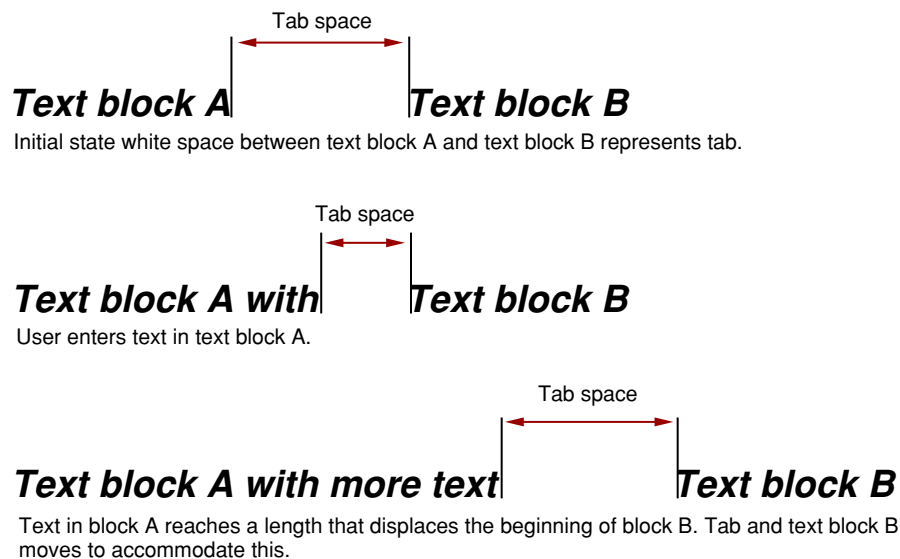 Tab space
Text block A Text block B
Initial state white space between text block A and text block B represents tab.
Tab space
Text block A with Text block B
User enters text in text block A.
Tab space
Text block A with more text Text block B
Text in block A reaches a length that displaces the beginning of block B. Tab and text block B
moves to accommodate this.